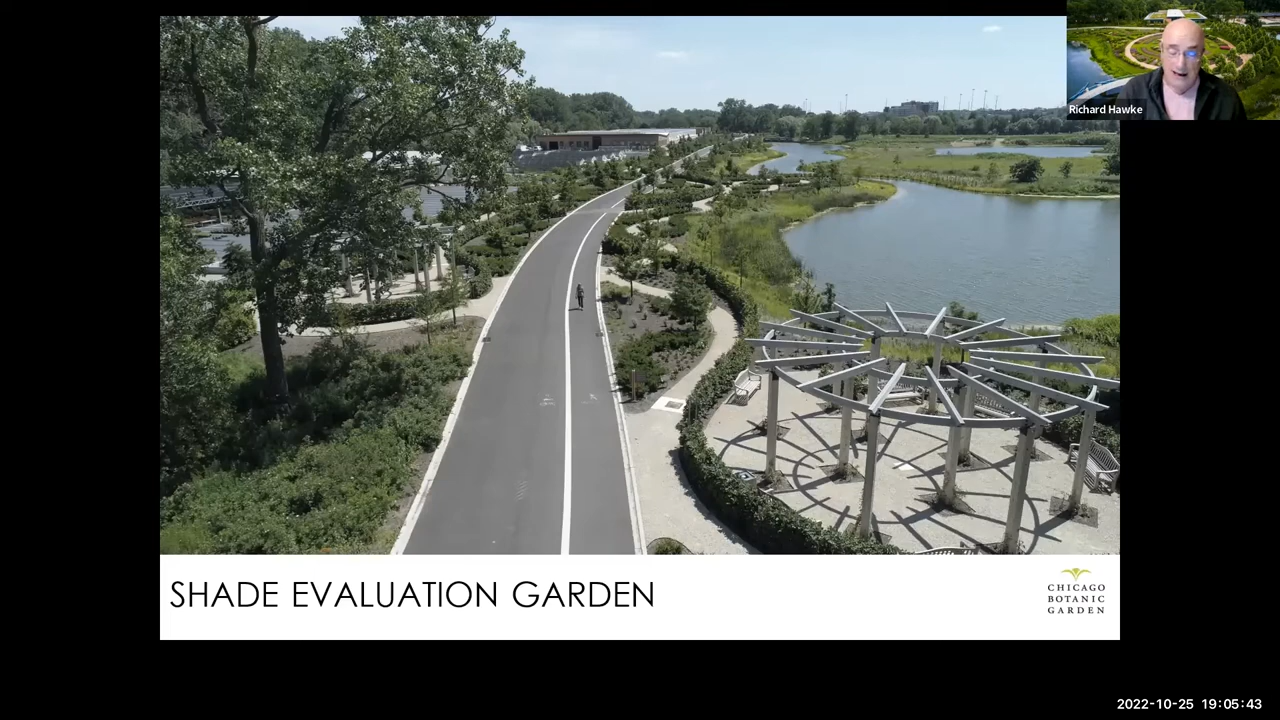 Richard Hawke
SHADE EVALUATION GARDEN
CHICAGO
BOTANIC
GARDEN
2022-10-25 19:05:43